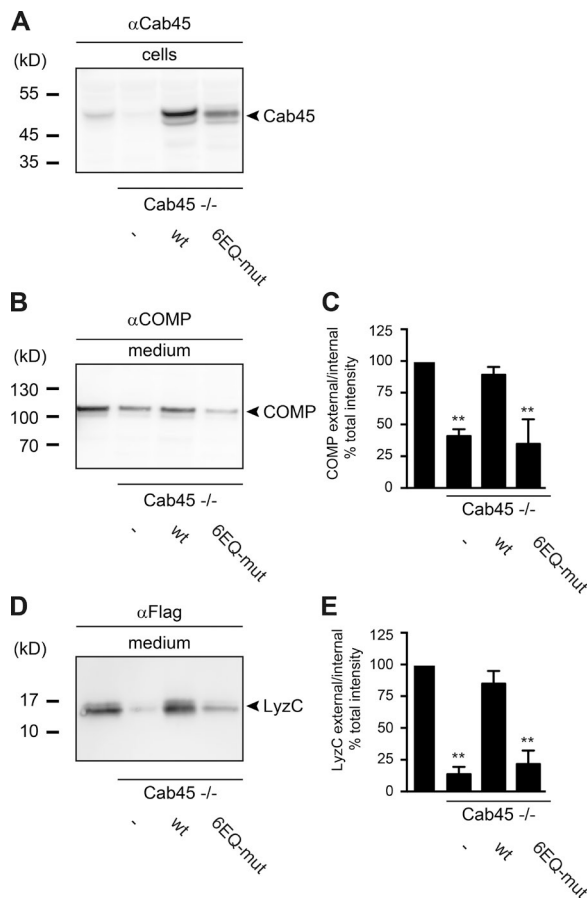 A
αCab45
cells
(kD)
55
45
35
Cab45
Cab45 -/-
- wt 6EQ-mut
B
αCOMP
medium
(kD)
130
100
70
COMP
Cab45 -/-
- wt 6EQ-mut
C
COMP external/internal
% total intensity
125
100
75
50
25
0
**
**
Cab45 -/-
- wt 6EQ-mut
D
αFlag
medium
(kD)
17
10
LyzC
Cab45 -/-
- wt 6EQ-mut
E
LyzC external/internal
% total intensity
125
100
75
50
25
0
**
**
Cab45 -/-
- wt 6EQ-mut